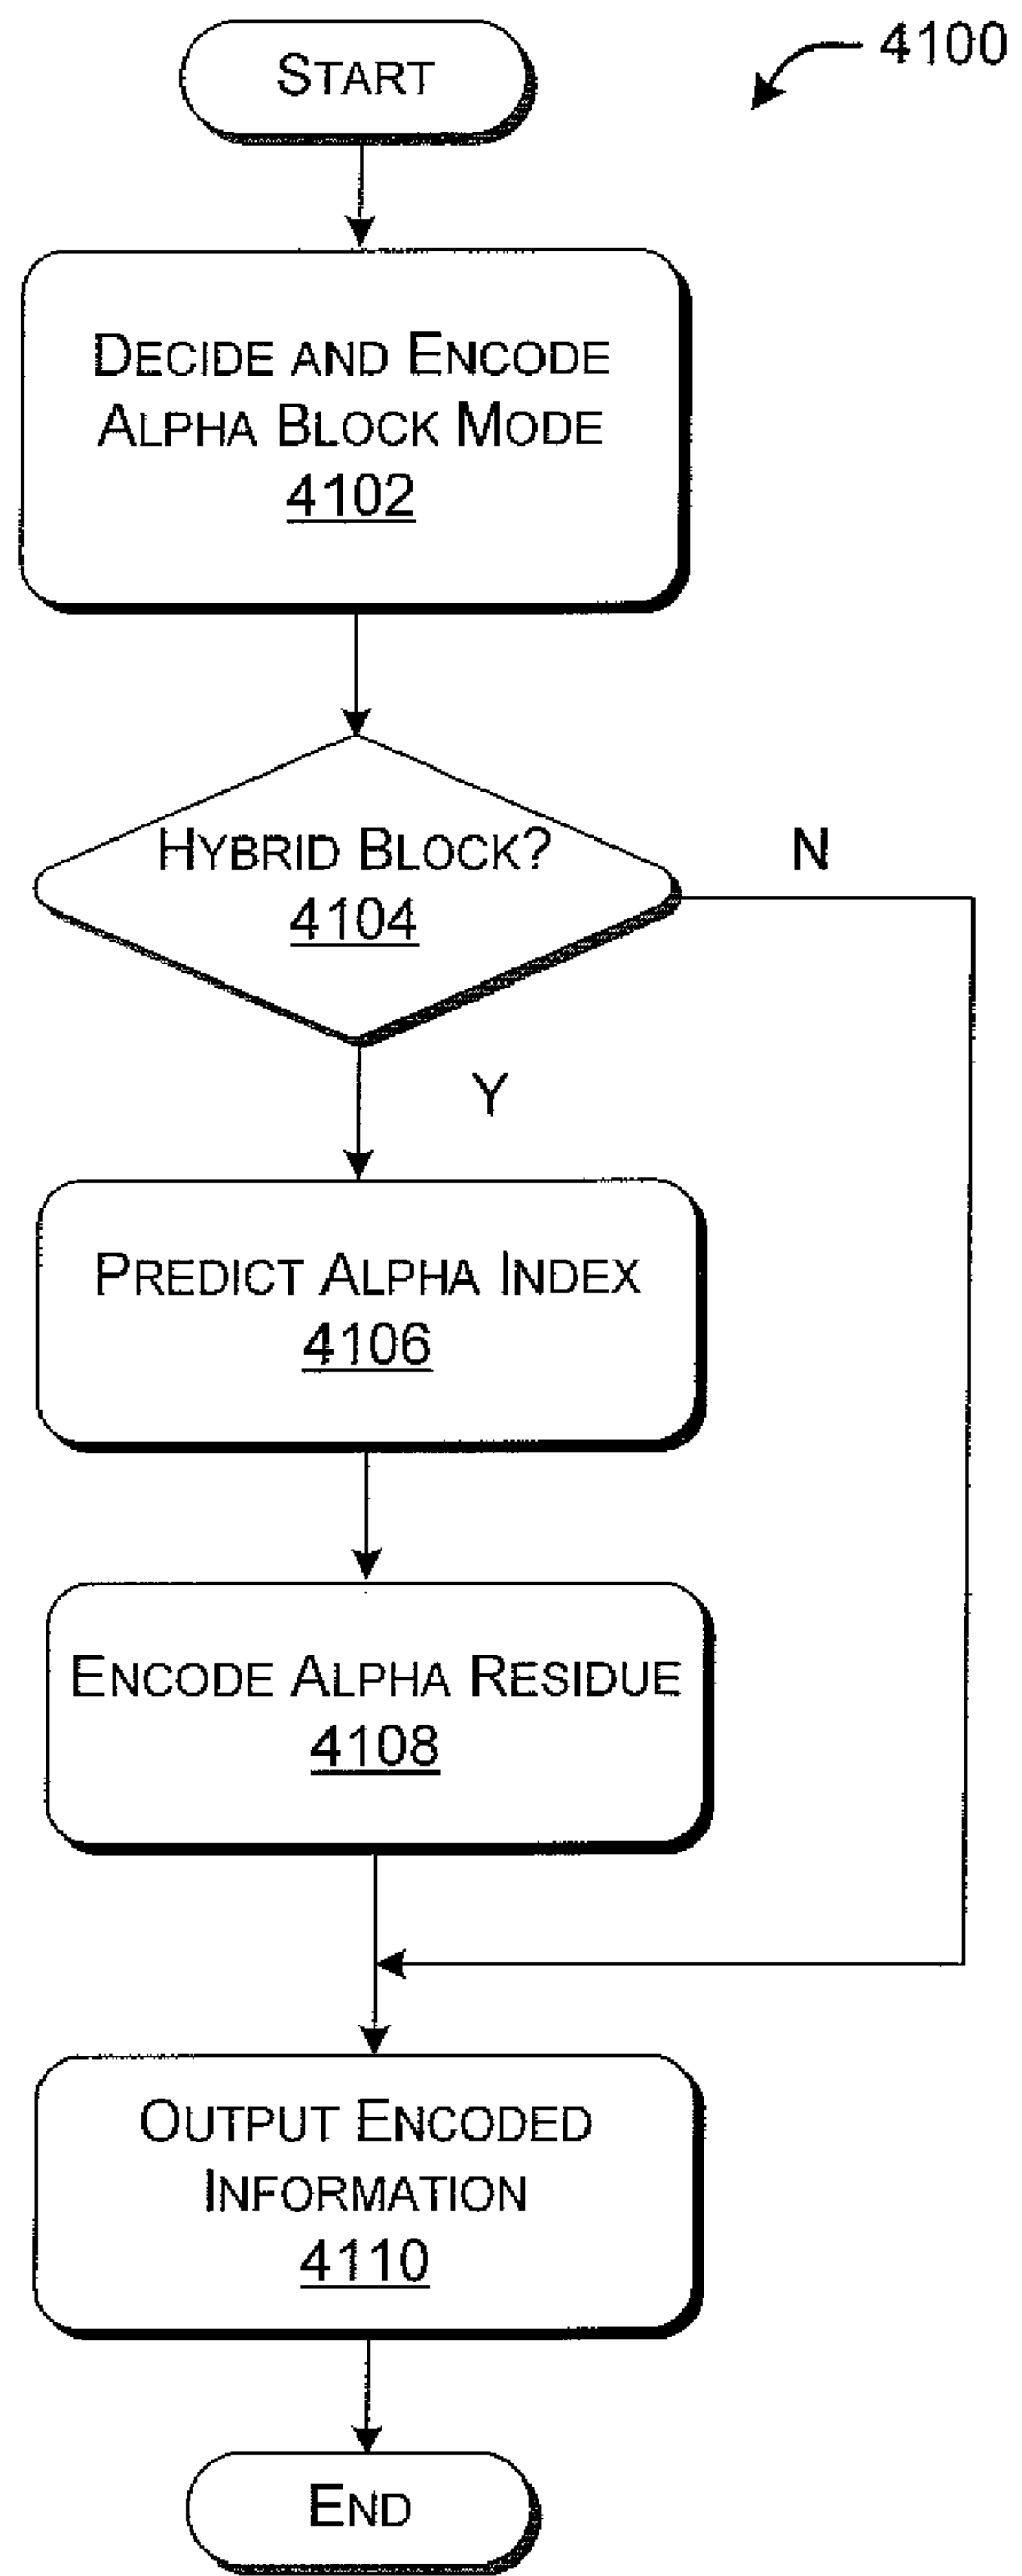 4100
START
DECIDE AND ENCODE
ALPHA BLOCK MODE
4102
HYBRID BLOCK?
4104
N
Y
PREDICT ALPHA INDEX
4106
ENCODE ALPHA RESIDUE
4108
OUTPUT ENCODED
INFORMATION
4110
END